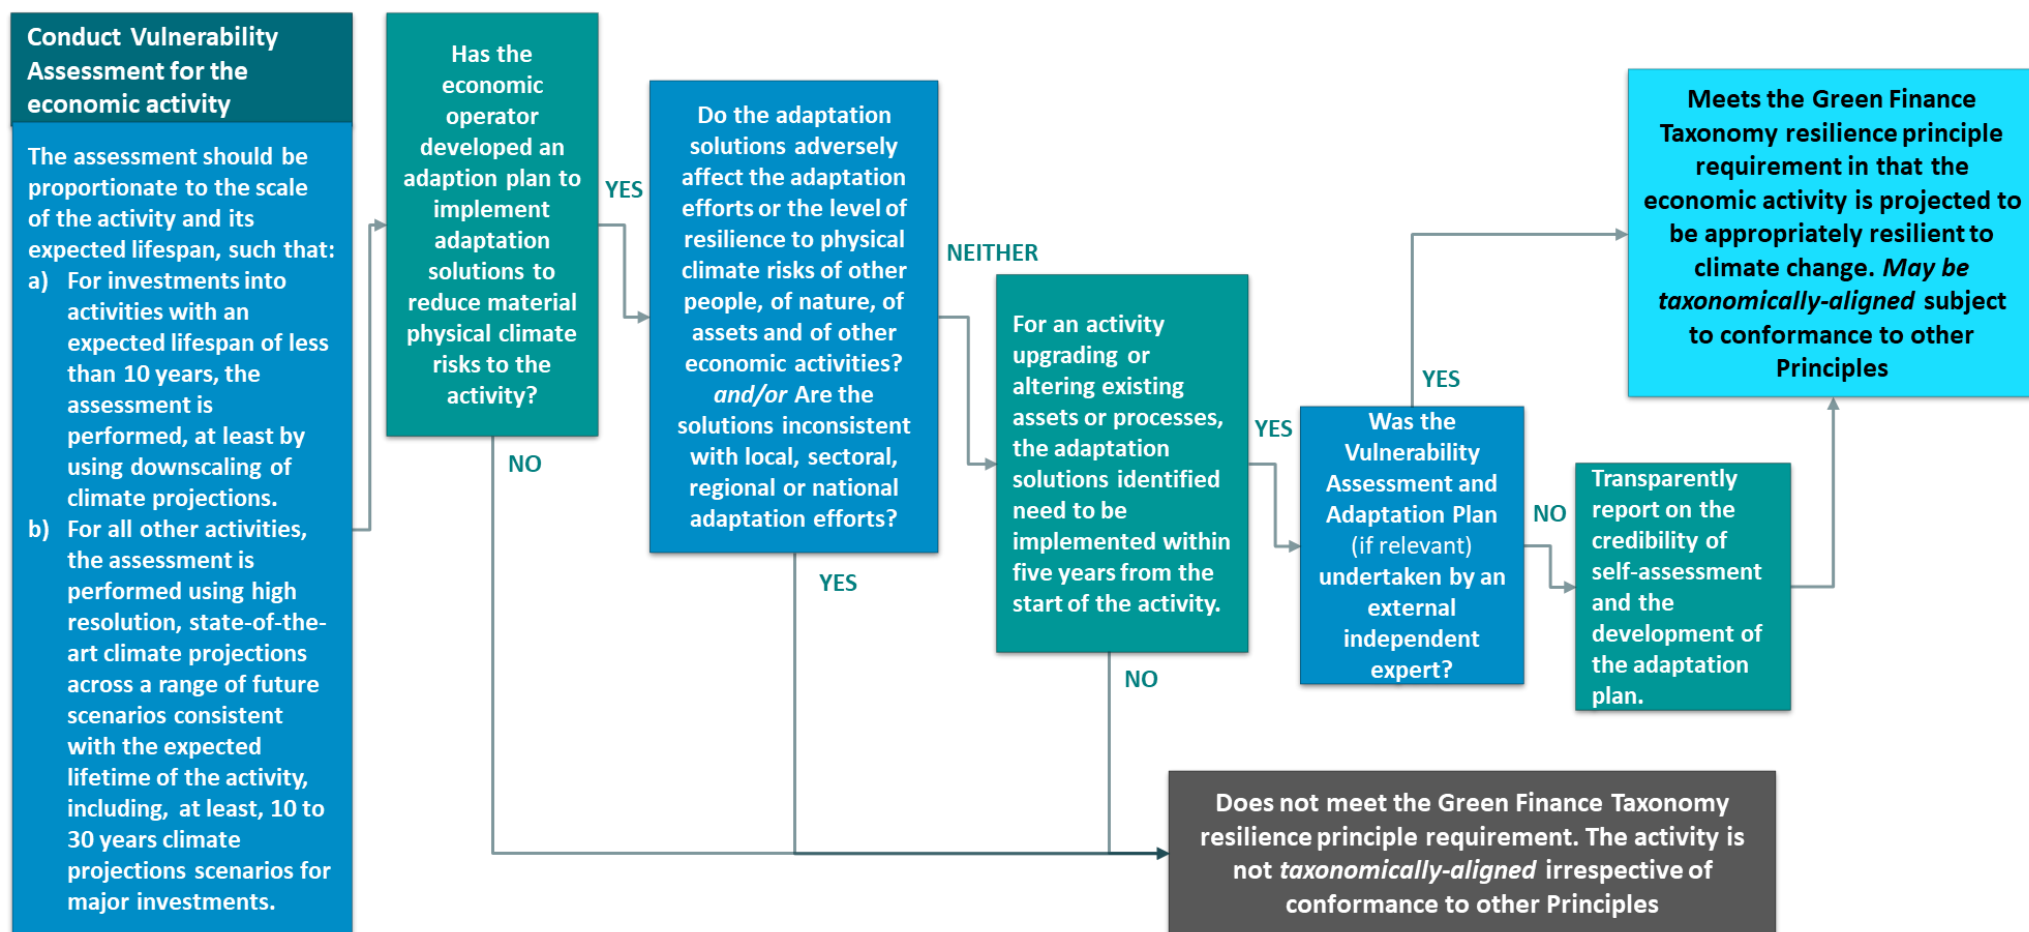 Conduct Vulnerability
Assessment for the
economic activity
The assessment should be
proportionate to the scale
of the activity and its
expected lifespan, such that:
a) For investments into
activities with an
expected lifespan of less
than 10 years, the
assessment is
performed, at least by
using downscaling of
climate projections.
b) For all other activities,
the assessment is
performed using high
resolution, state-of-the-
art climate projections
across a range of future
scenarios consistent
with the expected
lifetime of the activity,
including, at least, 10 to
30 years climate
projections scenarios for
major investments.
Has the
economic
operator
developed an
adaption plan to
implement
adaptation
solutions to
reduce material
physical climate
risks to the
activity?
YES
NO
Do the adaptation
solutions adversely
affect the adaptation
efforts or the level of
resilience to physical
climate risks of other
people, of nature, of
assets and of other
economic activities?
and/or Are the
solutions inconsistent
with local, sectoral,
regional or national
adaptation efforts?
NEITHER
YES
For an activity
upgrading or
altering existing
assets or processes,
the adaptation
solutions identified
need to be
implemented within
five years from the
start of the activity.
YES
NO
Was the
Vulnerability
Assessment and
Adaptation Plan
(if relevant)
undertaken by an
external
independent
expert?
YES
NO
Transparently
report on the
credibility of
self-assessment
and the
development of
the adaptation
plan.
Meets the Green Finance
Taxonomy resilience principle
requirement in that the
economic activity is projected to
be appropriately resilient to
climate change. May be
taxonomically-aligned subject
to conformance to other
Principles
Does not meet the Green Finance Taxonomy
resilience principle requirement. The activity is
not taxonomically-aligned irrespective of
conformance to other Principles